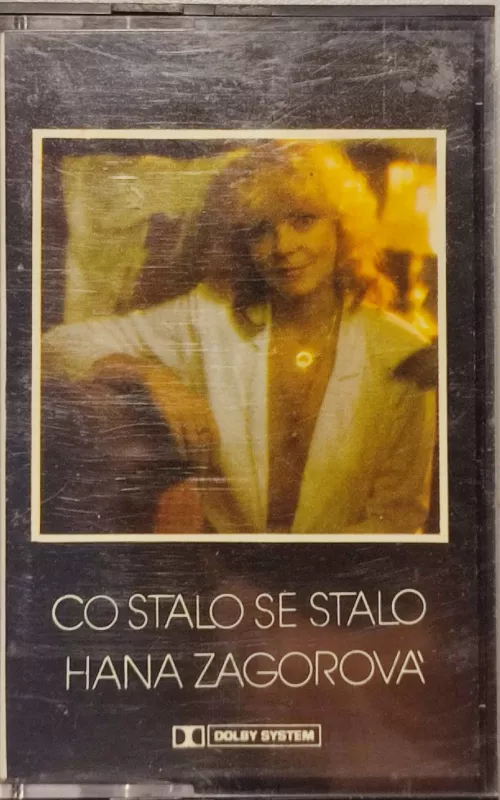 CO STALO SE STALO
HANA ZAGOROVÁ
DOLBY SYSTEM